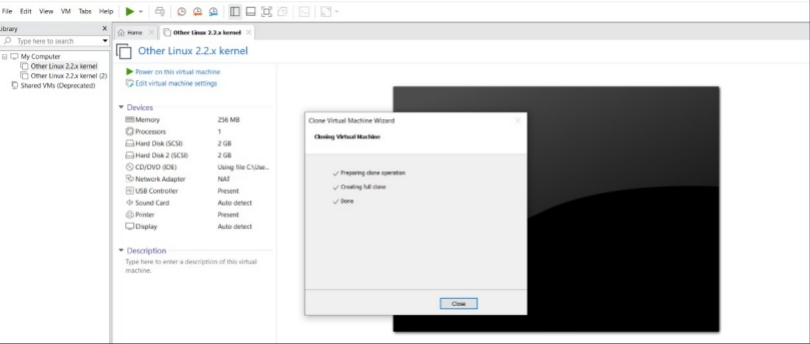 File Edit View VM Tabs Help
Library X
Type here to search
My Computer
Other Linux 2.2.x kernel
Other Linux 2.2.x kernel (2)
Shared VMs (Deprecated)
Home
Other Linux 2.2.x kernel
Other Linux 2.2.x kernel
Power on this virtual machine
Edit virtual machine settings
Devices
Memory 256 MB
Processors 1
Hard Disk (SCSI) 2 GB
Hard Disk 2 (SCSI) 2 GB
CD/DVD (IDE) Using file C:\Use...
Network Adapter NAT
USB Controller Present
Sound Card Auto detect
Printer Present
Display Auto detect
Description
Type here to enter a description of this virtual
machine.
Clone Virtual Machine Wizard
Cloning Virtual Machine
Preparing clone operation
Creating full clone
Done
Close